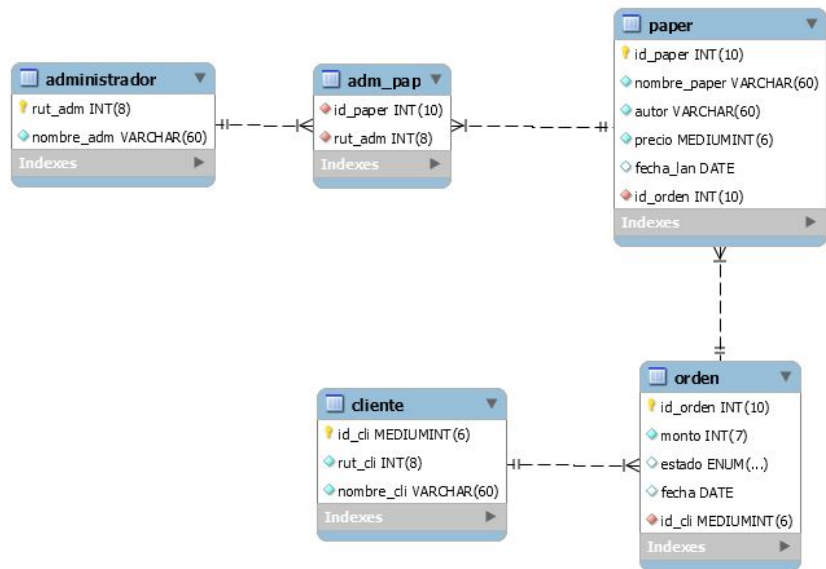 administrador
rut_adm INT(8)
nombre_adm VARCHAR(60)
Indexes
adm_pap
id_paper INT(10)
rut_adm INT(8)
Indexes
paper
id_paper INT(10)
nombre_paper VARCHAR(60)
autor VARCHAR(60)
precio MEDIUMINT(6)
fecha_lan DATE
id_orden INT(10)
Indexes
cliente
id_cli MEDIUMINT(6)
rut_cli INT(8)
nombre_cli VARCHAR(60)
Indexes
orden
id_orden INT(10)
monto INT(7)
estado ENUM(...)
fecha DATE
id_cli MEDIUMINT(6)
Indexes